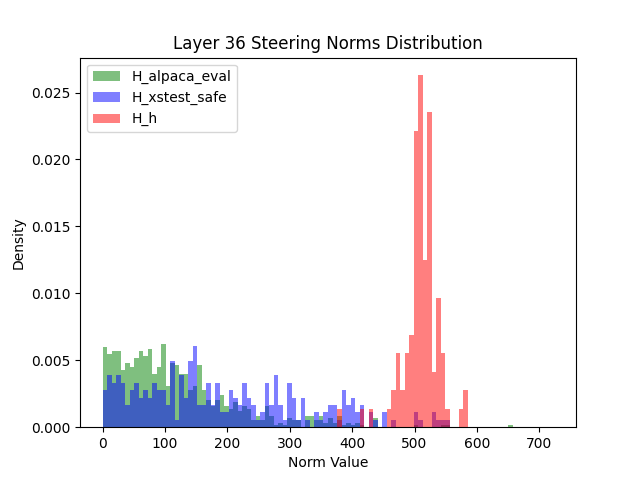 Layer 36 Steering Norms Distribution
H_alpaca_eval
H_xstest_safe
H_h
Density
0.025
0.020
0.015
0.010
0.005
0.000
0 100 200 300 400 500 600 700
Norm Value